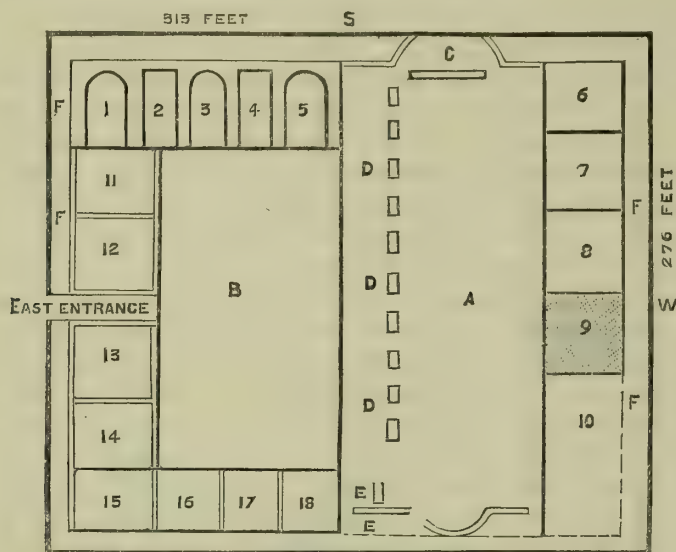 313 FEET S
C
F 1 2 3 4 5 6
D 7
11
F F
276 FEET
12 8
B D A
EAST ENTRANCE W
9
13
D F
10
14
E
15 16 17 18
E